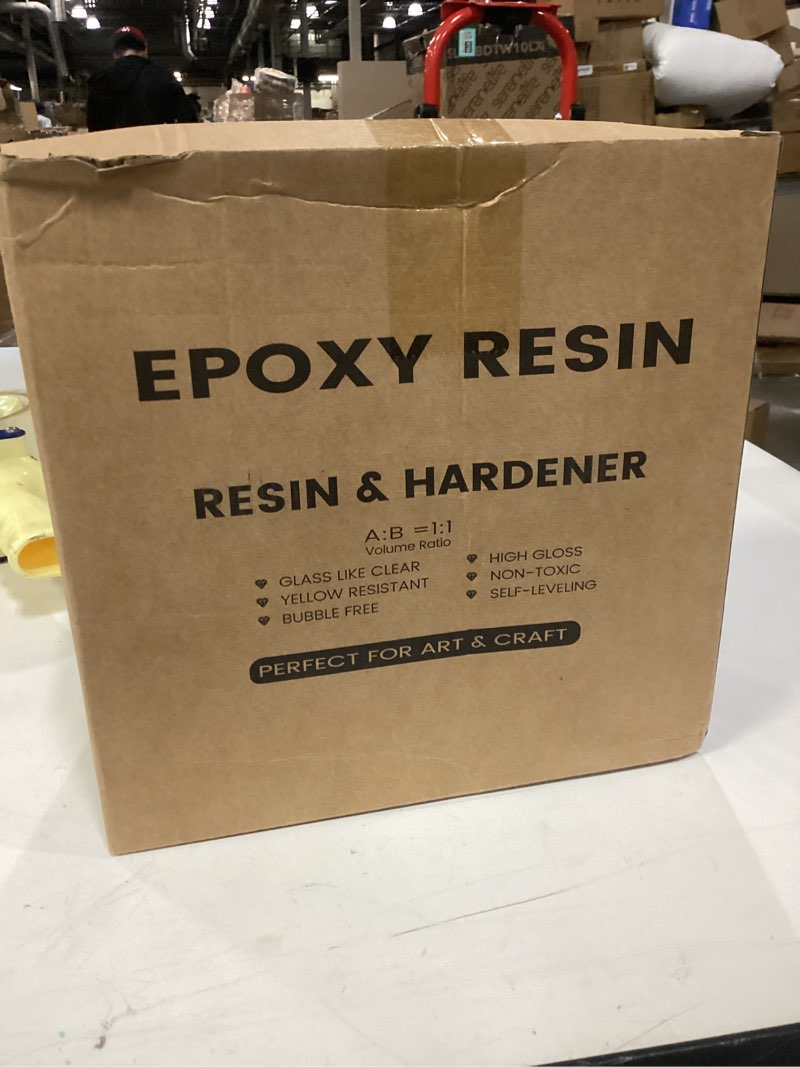 EPOXY RESIN
RESIN & HARDENER
A:B =1:1
Volume Ratio
GLASS LIKE CLEAR
YELLOW RESISTANT
BUBBLE FREE
HIGH GLOSS
NON-TOXIC
SELF-LEVELING
PERFECT FOR ART & CRAFT
serenelife